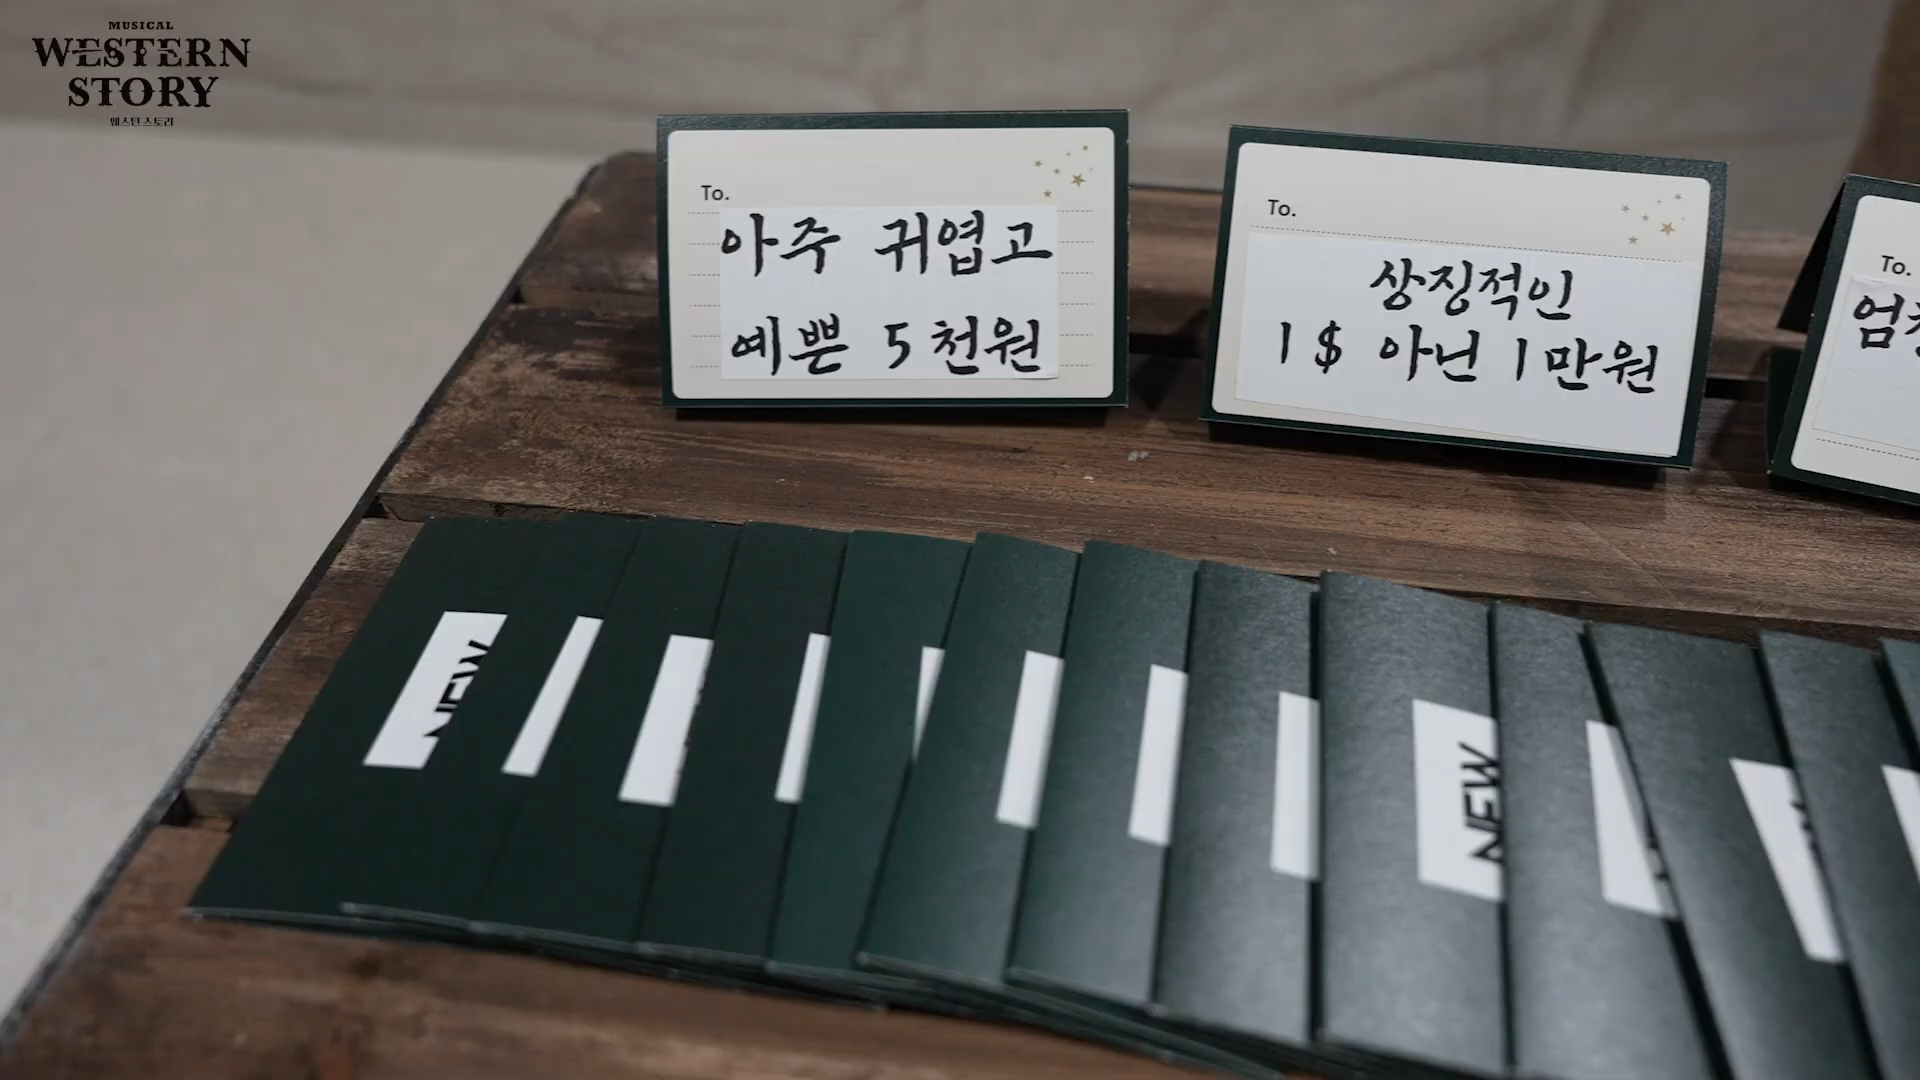 MUSICAL
WESTERN
STORY
웨스턴 스토리
To.
아주 귀엽고
예쁜 5천원
To.
상징적인
1$ 아닌 1만원
To.
NEW
NEW